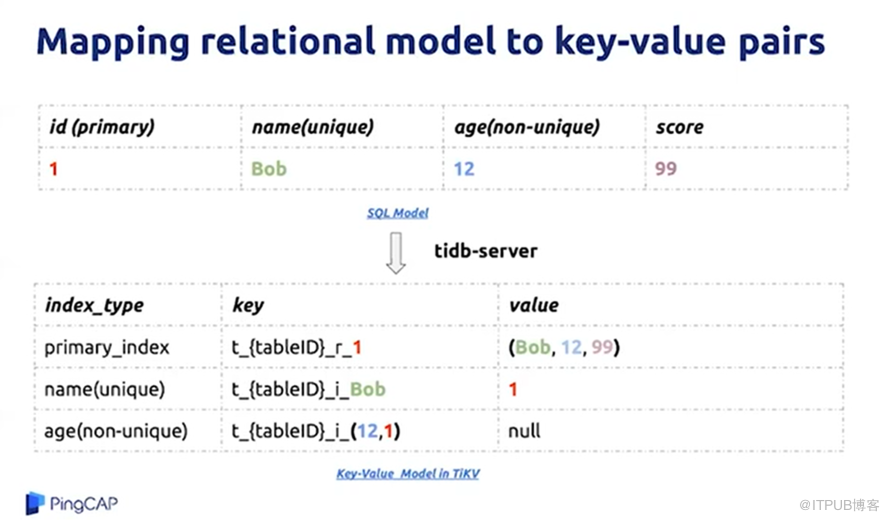 Mapping relational model to key-value pairs
id (primary) name(unique) age(non-unique) score
1 Bob 12 99
SQL Model
tidb-server
index_type key value
primary_index t_{tableID}_r_1 (Bob, 12, 99)
name(unique) t_{tableID}_i_Bob 1
age(non-unique) t_{tableID}_i_(12,1) null
Key-Value Model in TiKV
PingCAP
@ITPUB博客